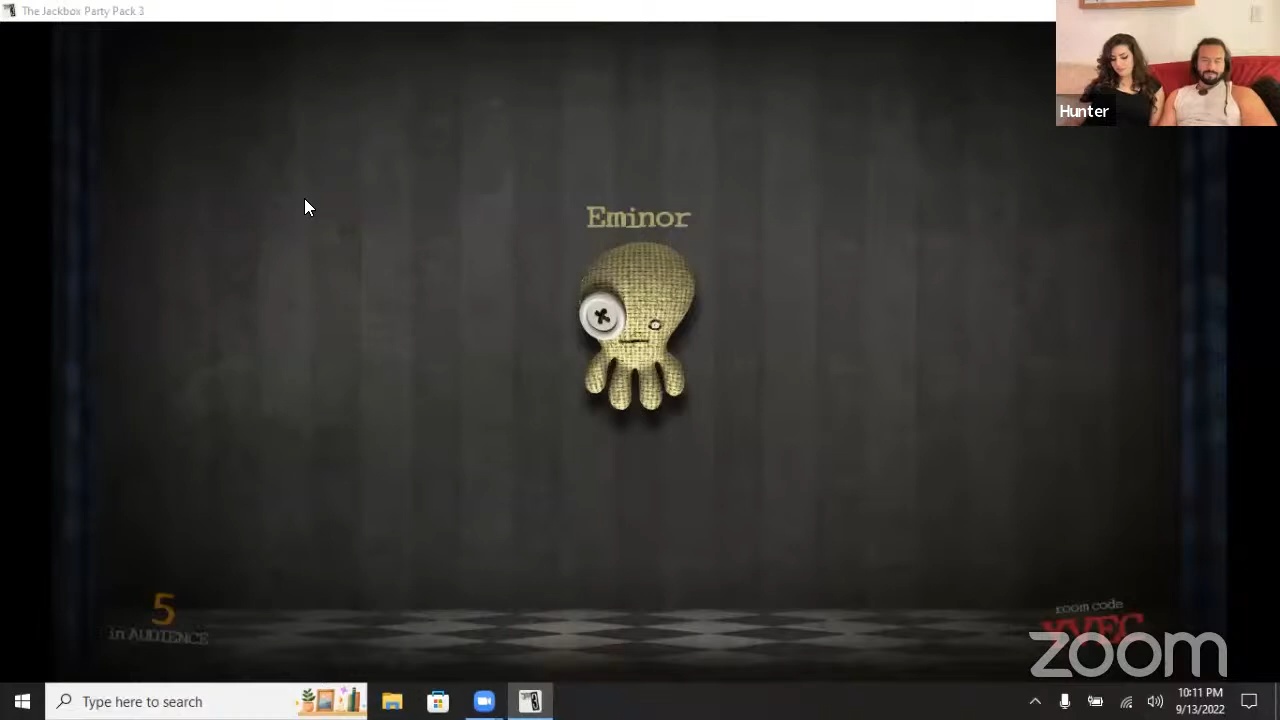 The Jackbox Party Pack 3
Hunter
Eminor
5
in AUDIENCE
room code
zoom
Type here to search
10:11 PM
9/13/2022